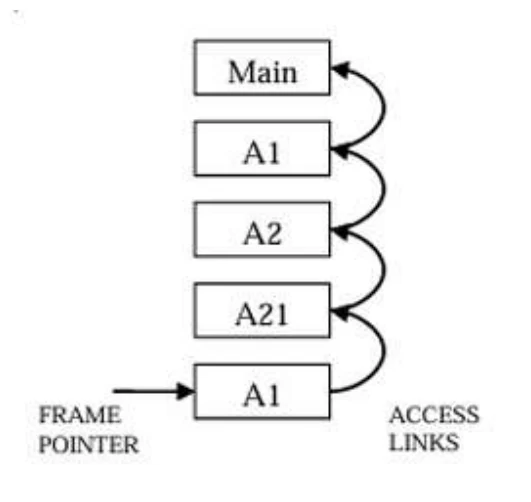 Main
A1
A2
A21
A1
FRAME
POINTER
ACCESS
LINKS